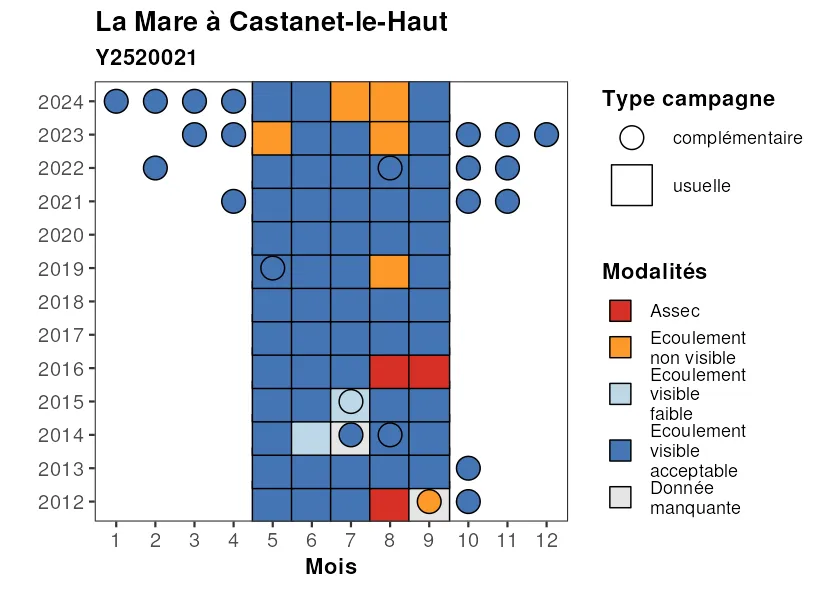 La Mare à Castanet-le-Haut
Y2520021
2024
2023
2022
2021
2020
2019
2018
2017
2016
2015
2014
2013
2012
1 2 3 4 5 6 7 8 9 10 11 12
Mois
Type campagne
complémentaire
usuelle
Modalités
Assec
Ecoulement
non visible
Ecoulement
visible
faible
Ecoulement
visible
acceptable
Donnée
manquante